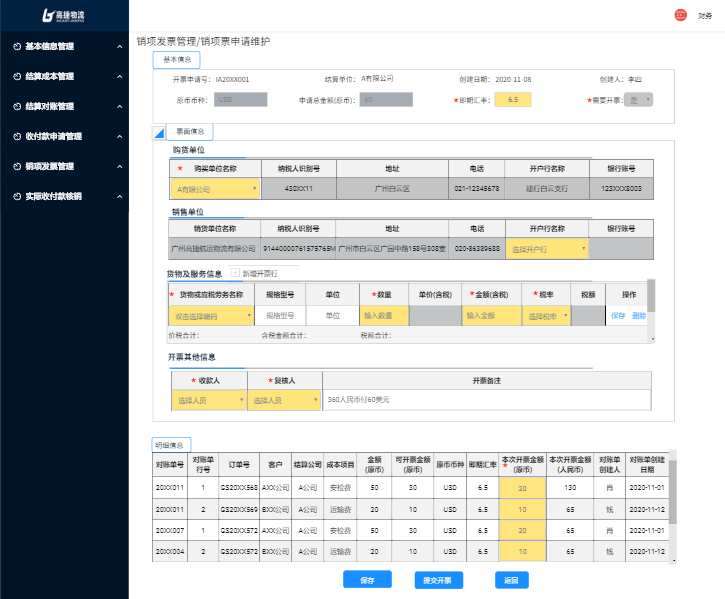 高捷物流
财务
基本信息管理
结算成本管理
结算对账管理
收付款申请管理
销项发票管理
实际收付款核销
销项发票管理/销项票申请维护
基本信息
开票申请号： IA20XX001 结算单位： A有限公司 创建日期： 2020-11-08 创建人： 李四
原币币种： USD 申请总金额(原币)： 60 *即期汇率： 6.5 *需要开票： 是
票面信息
购货单位
* 购买单位名称 纳税人识别号 地址 电话 开户行名称 银行账号
A有限公司 430XX11 广州白云区 021-12345678 建行白云支行 123XXX8003
销售单位
销货单位名称 纳税人识别号 地址 电话 开户行名称 银行账号
广州高捷航运物流有限公司 91440000761575765M 广州市白云区广园中路158号308室 020-86389688 选择开户行
货物及服务信息 + 新增开票行
* 货物或应税劳务名称 规格型号 单位 *数量 单价(含税) *金额(含税) *税率 税额 操作
双击选择编码 规格型号 单位 输入数量 输入金额 选择税率 保存 删除
价税合计： 含税金额合计： 税额合计：
开票其他信息
* 收款人 * 复核人 开票备注
选择人员 选择人员 360人民币付60美元
明细信息
对账单号 对账单行号 订单号 客户 结算公司 成本项目 金额(原币) 可开票金额(原币) 原币币种 即期汇率 *本次开票金额(原币) 本次开票金额(人民币) 对账单创建人 对账单创建日期
20XX011 1 GS20XX568 AXX公司 A公司 安检费 50 30 USD 6.5 20 130 肖 2020-11-01
20XX011 2 GS20XX569 BXX公司 A公司 运输费 20 10 USD 6.5 10 65 钱 2020-11-12
20XX007 1 GS20XX572 AXX公司 A公司 安检费 50 30 USD 6.5 20 65 肖 2020-11-01
20XX004 2 GS20XX572 BXX公司 A公司 运输费 20 10 USD 6.5 10 65 钱 2020-11-12
保存 提交开票 返回